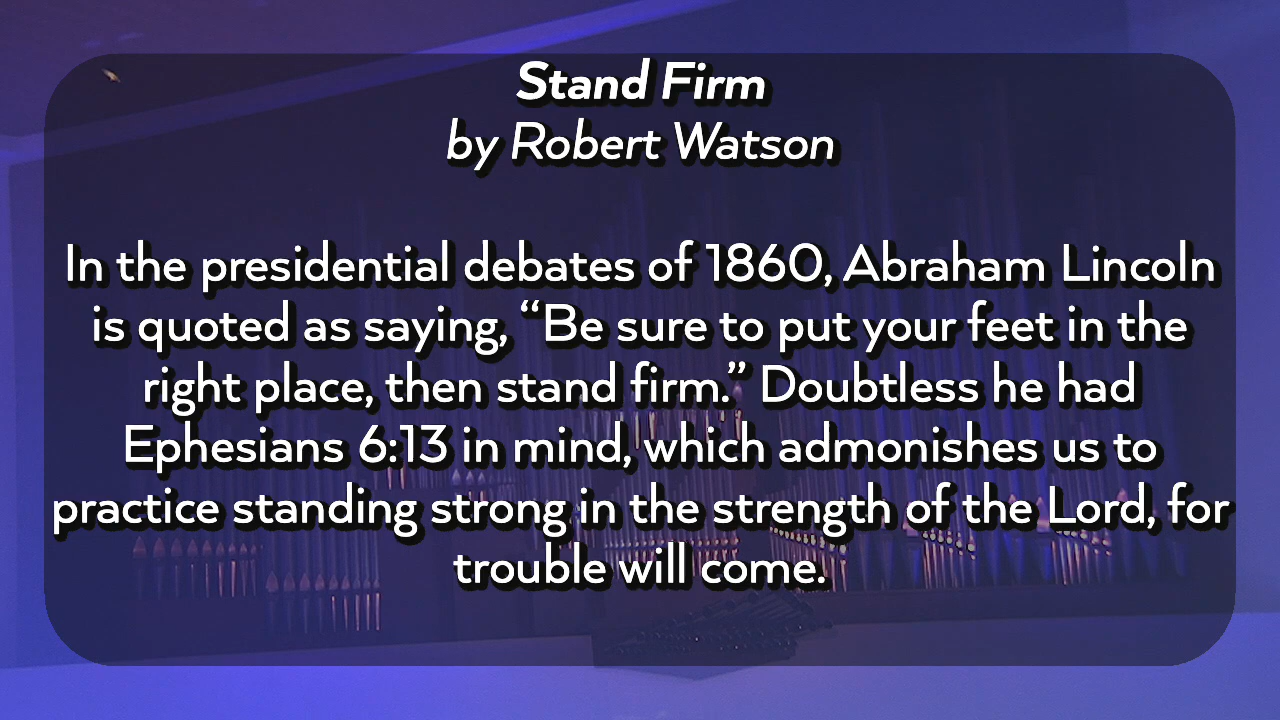 Stand Firm
by Robert Watson
In the presidential debates of 1860, Abraham Lincoln
is quoted as saying, “Be sure to put your feet in the
right place, then stand firm.” Doubtless he had
Ephesians 6:13 in mind, which admonishes us to
practice standing strong in the strength of the Lord, for
trouble will come.